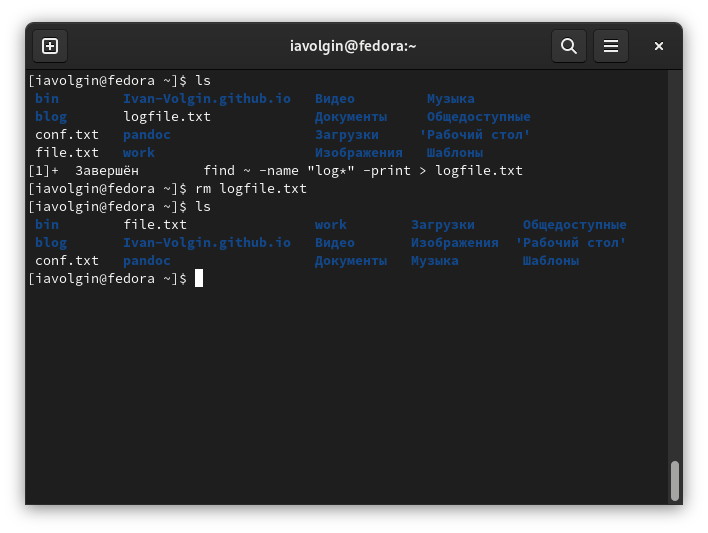 iavolgin@fedora:~
[iavolgin@fedora ~]$ ls
bin Ivan-Volgin.github.io Видео Музыка
blog logfile.txt Документы Общедоступные
conf.txt pandoc Загрузки 'Рабочий стол'
file.txt work Изображения Шаблоны
[1]+ Завершён find ~ -name "log*" -print > logfile.txt
[iavolgin@fedora ~]$ rm logfile.txt
[iavolgin@fedora ~]$ ls
bin file.txt work Загрузки Общедоступные
blog Ivan-Volgin.github.io Видео Изображения 'Рабочий стол'
conf.txt pandoc Документы Музыка Шаблоны
[iavolgin@fedora ~]$